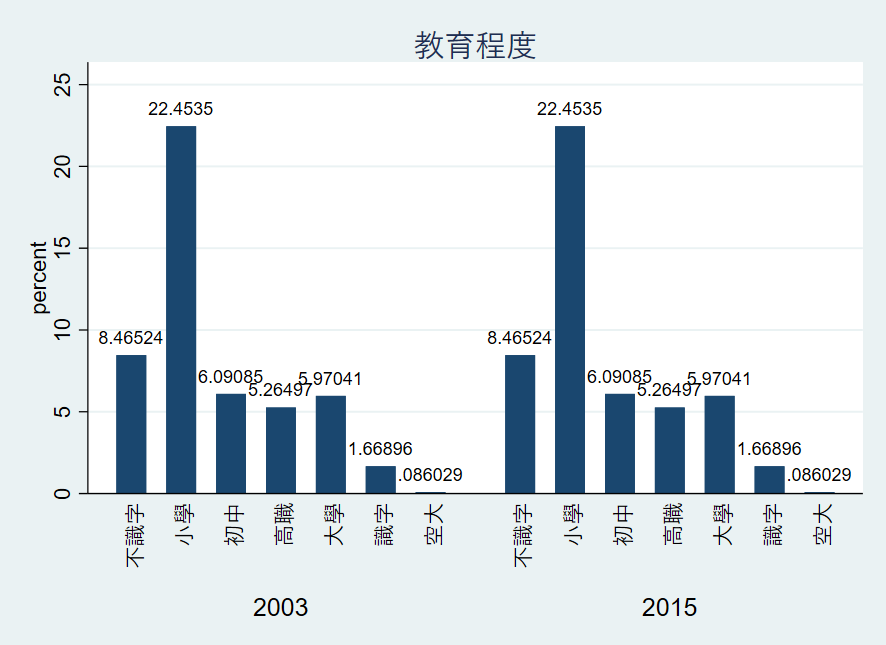 教育程度
percent
25
20
15
10
5
0
8.46524
22.4535
6.09085
5.26497
5.97041
1.66896
.086029
8.46524
22.4535
6.09085
5.26497
5.97041
1.66896
.086029
不識字
小學
初中
高職
大學
識字
空大
不識字
小學
初中
高職
大學
識字
空大
2003
2015